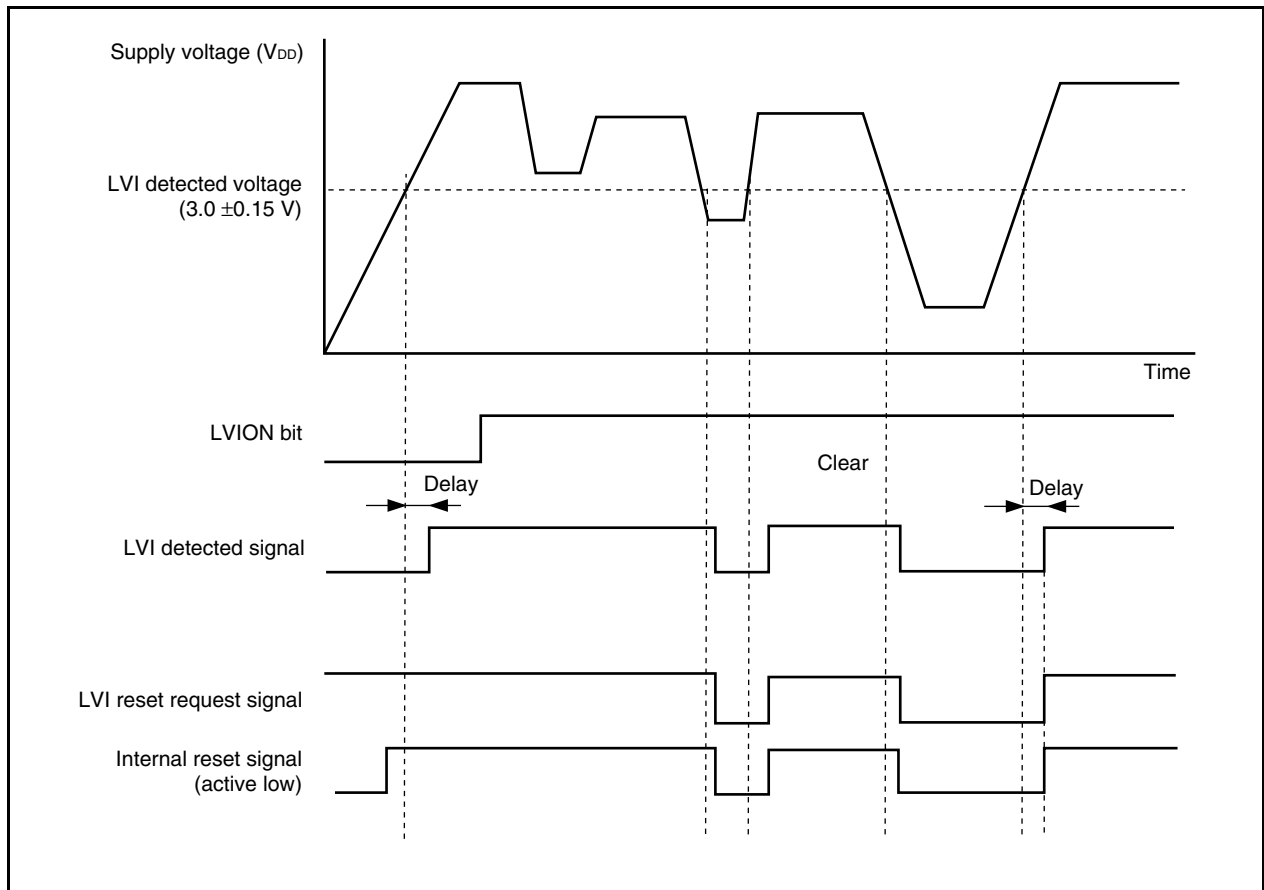 Supply voltage (VDD)
LVI detected voltage
(3.0 ±0.15 V)
Time
LVION bit
Clear
Delay
Delay
LVI detected signal
LVI reset request signal
Internal reset signal
(active low)